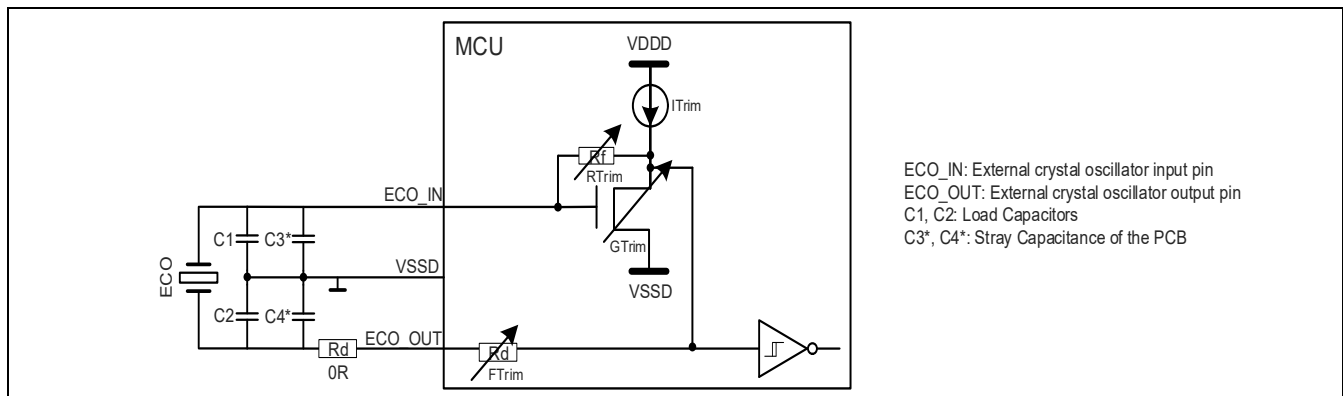 MCU
VDDD
ITrim
Rf
RTrim
ECO_IN
GTrim
C1
C3*
VSSD
VSSD
ECO
C2
C4*
ECO_OUT
Rd
0R
Rd
FTrim
ECO_IN: External crystal oscillator input pin
ECO_OUT: External crystal oscillator output pin
C1, C2: Load Capacitors
C3*, C4*: Stray Capacitance of the PCB